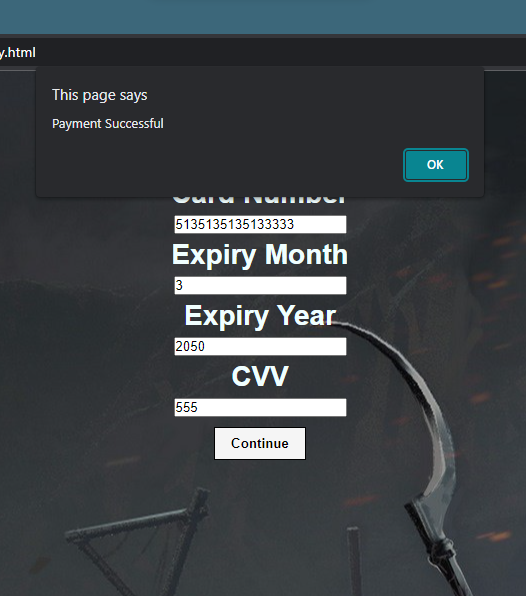 y.html
This page says
Payment Successful
OK
Card Number
5135135135133333
Expiry Month
3
Expiry Year
2050
CVV
555
Continue